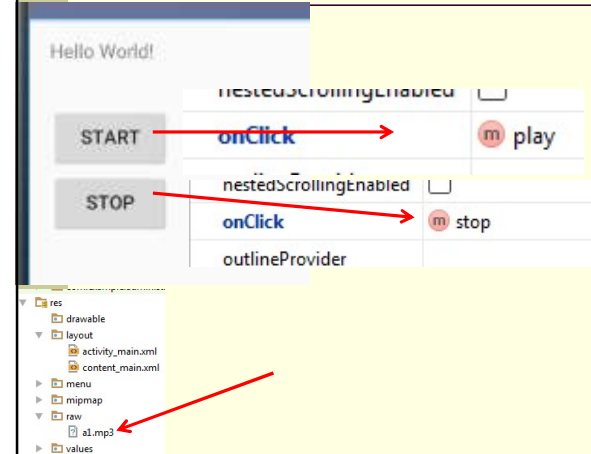 Hello World!
nestedScrollingEnabled
START
onClick
m play
STOP
nestedScrollingEnabled
onClick
m stop
outlineProvider
res
drawable
layout
activity_main.xml
content_main.xml
menu
mipmap
raw
a1.mp3
values